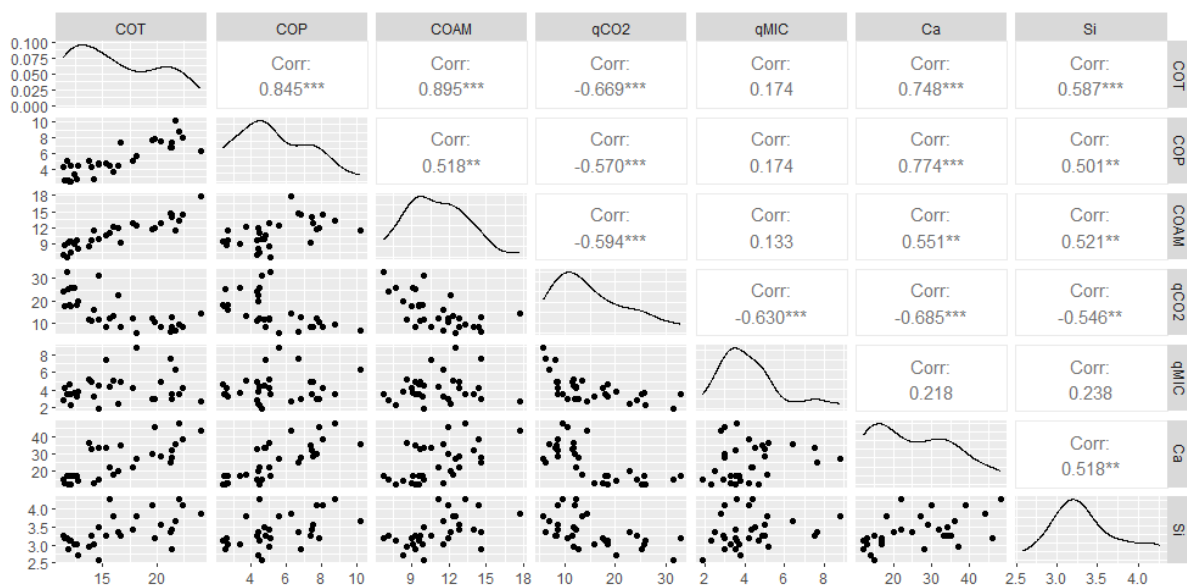 COT COP COAM qCO2 qMIC Ca Si
0.100
0.075
0.050
0.025
0.000
Corr: Corr: Corr: Corr: Corr: Corr:
0.845*** 0.895*** -0.669*** 0.174 0.748*** 0.587***
COT
10
8
6
4
Corr: Corr: Corr: Corr: Corr:
0.518** -0.570*** 0.174 0.774*** 0.501**
COP
18
15
12
9
Corr: Corr: Corr: Corr:
-0.594*** 0.133 0.551** 0.521**
COAM
30
20
10
Corr: Corr: Corr:
-0.630*** -0.685*** -0.546**
qCO2
8
6
4
2
Corr: Corr:
0.218 0.238
qMIC
40
30
20
Corr:
0.518**
Ca
4.0
3.5
3.0
2.5
Si
15 20 4 6 8 10 9 12 15 18 10 20 30 2 4 6 8 20 30 40 2.5 3.0 3.5 4.0